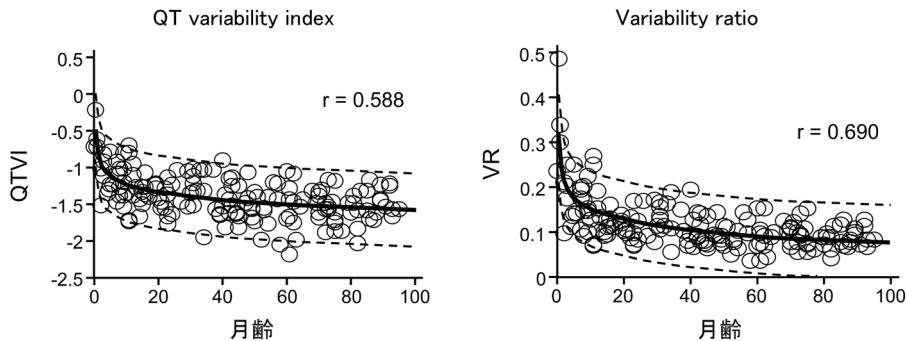 QT variability index
0.5
0
-0.5
-1
-1.5
-2
-2.5
QTVI
r = 0.588
0 20 40 60 80 100
月齢
Variability ratio
0.5
0.4
0.3
0.2
0.1
0
VR
r = 0.690
0 20 40 60 80 100
月齢